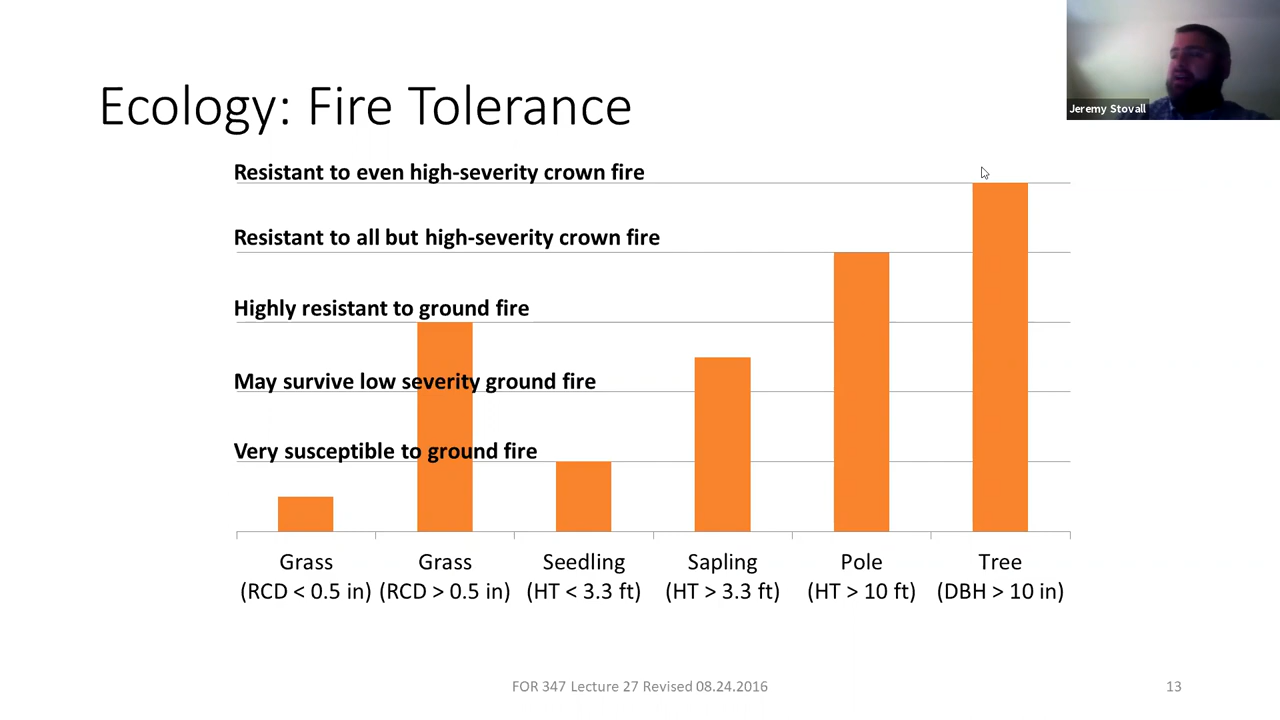 Jeremy Stovall
Ecology: Fire Tolerance
Resistant to even high-severity crown fire
Resistant to all but high-severity crown fire
Highly resistant to ground fire
May survive low severity ground fire
Very susceptible to ground fire
Grass Grass Seedling Sapling Pole Tree
(RCD < 0.5 in) (RCD > 0.5 in) (HT < 3.3 ft) (HT > 3.3 ft) (HT > 10 ft) (DBH > 10 in)
FOR 347 Lecture 27 Revised 08.24.2016 13